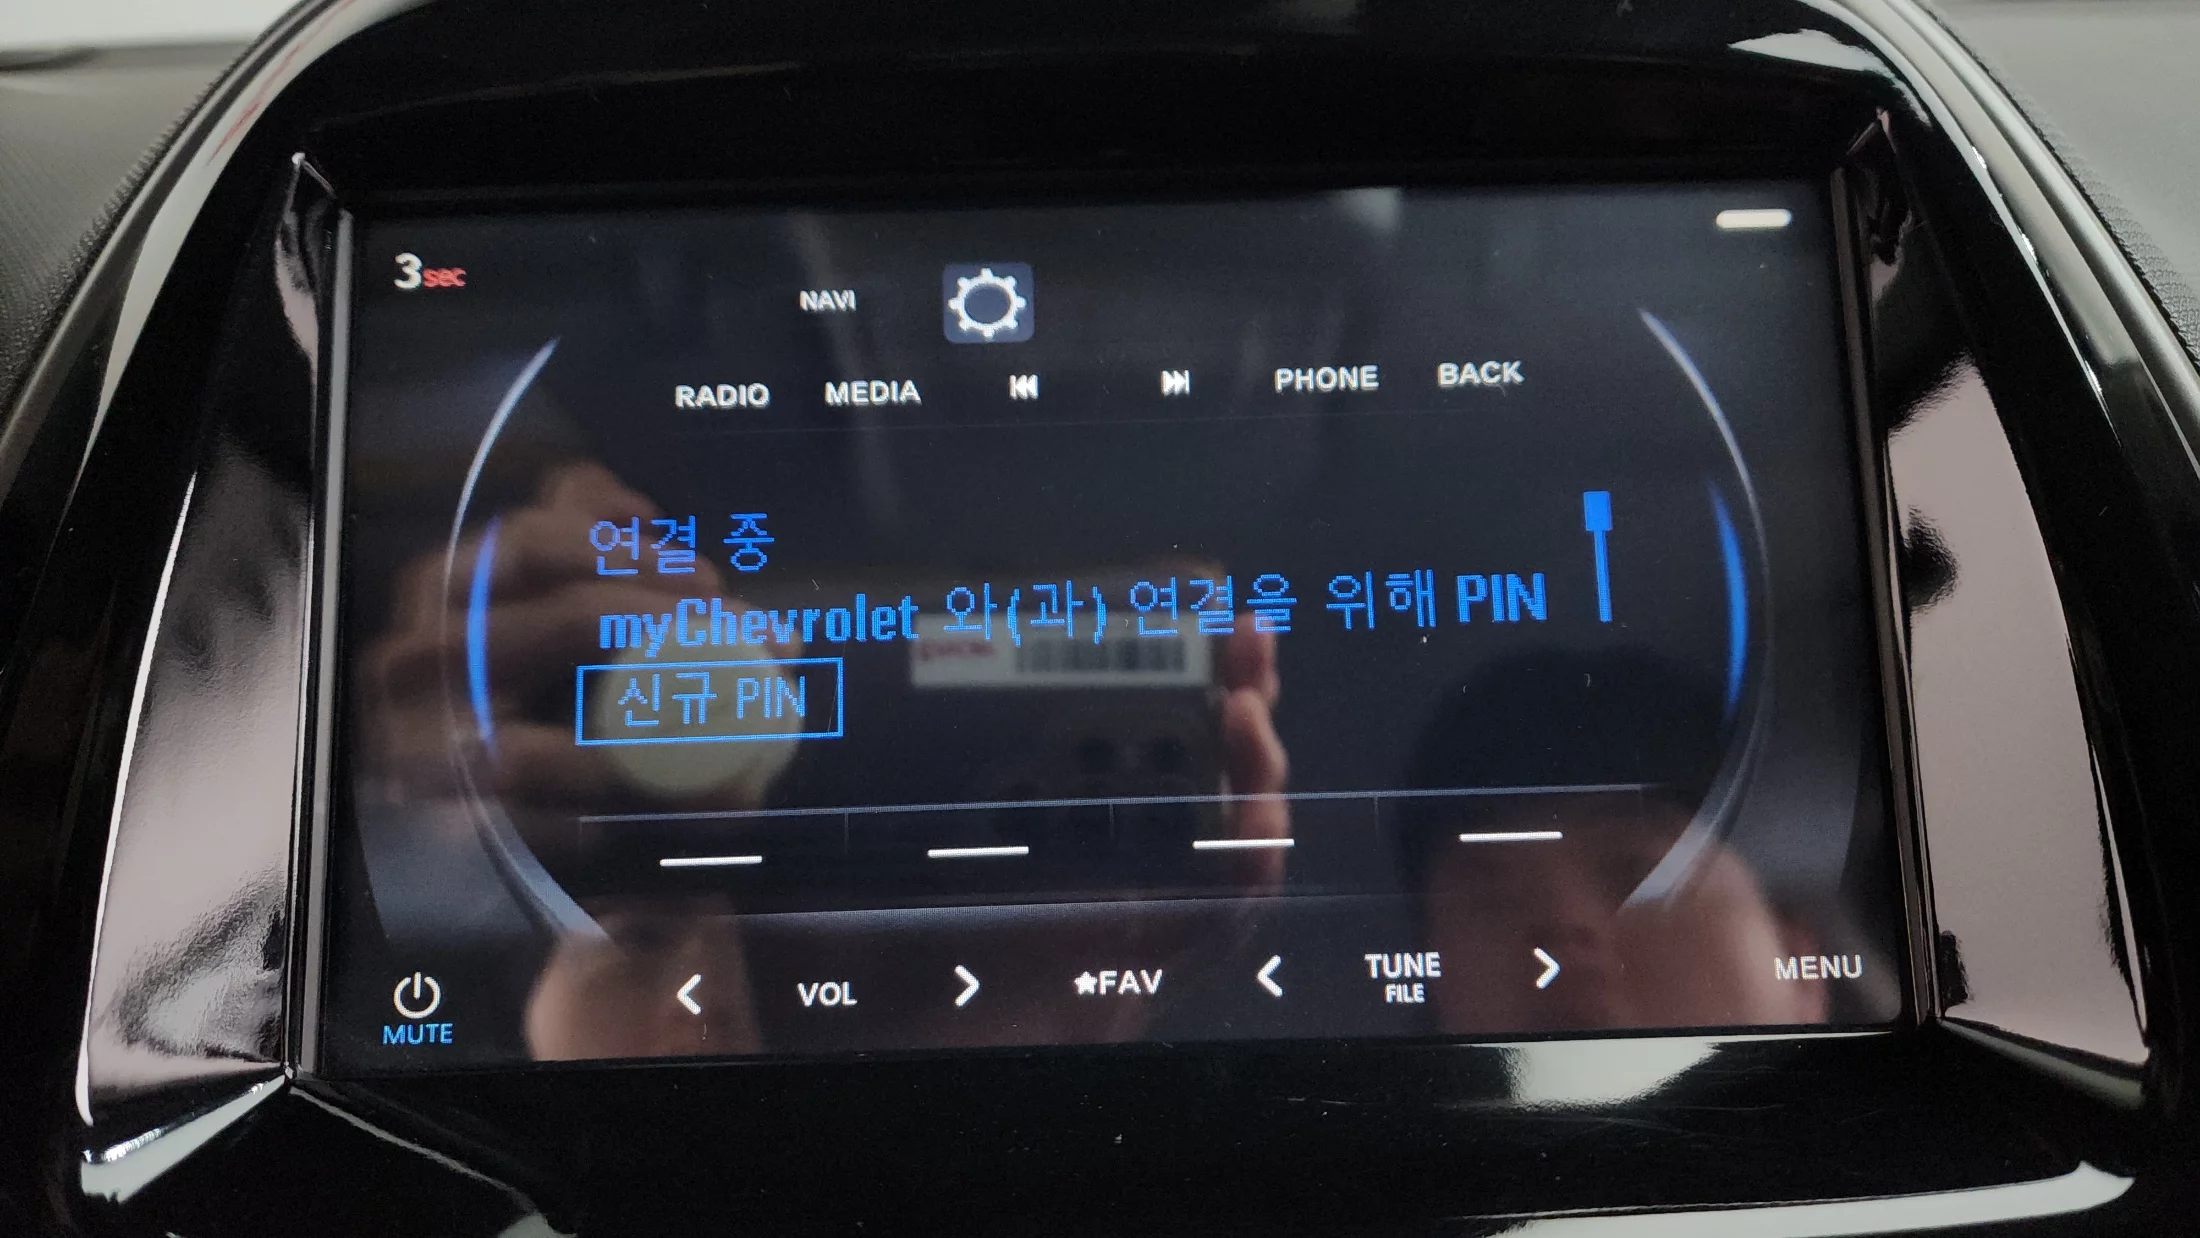 3sec
NAVI
RADIO MEDIA PHONE BACK
연결 중
myChevrolet 와(과) 연결을 위해 PIN
신규 PIN
MUTE
< VOL > ★FAV < TUNE >
FILE
MENU